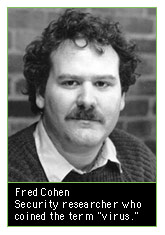 Fred Cohen
Security researcher who
coined the term "virus."